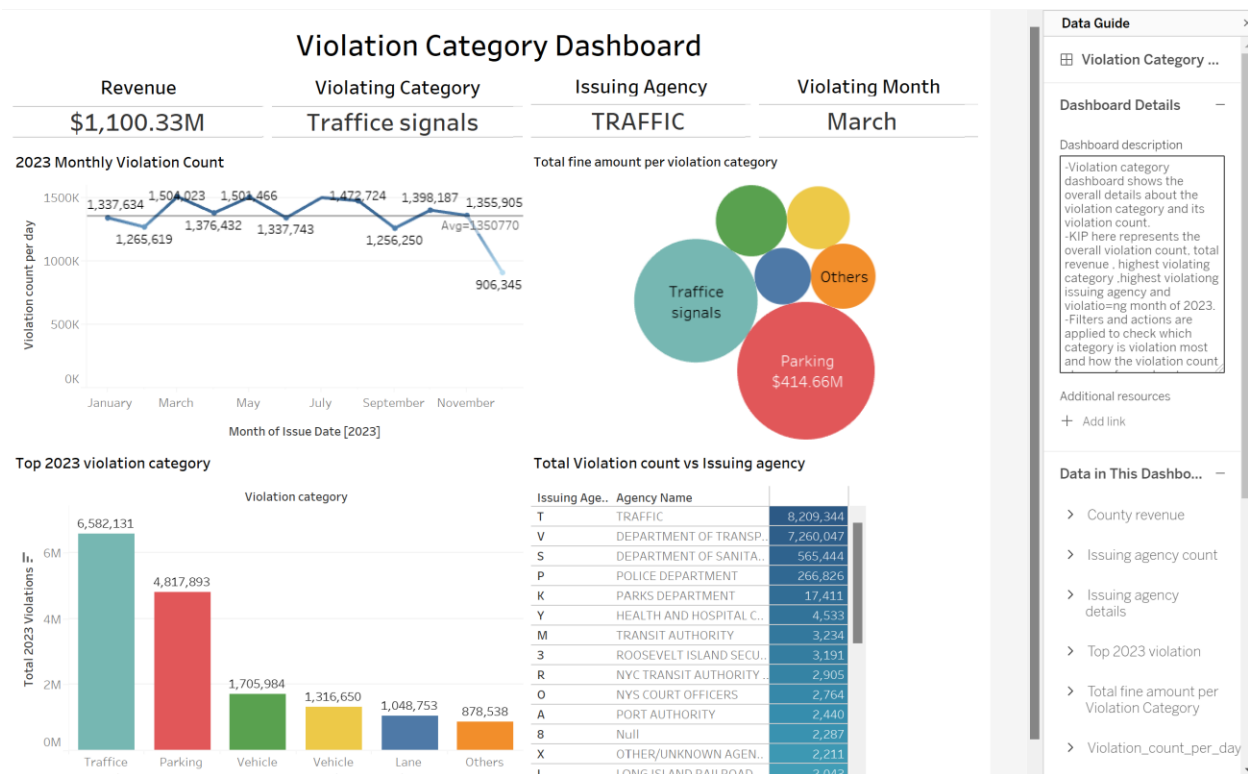 Violation Category Dashboard
Revenue
Violating Category
Issuing Agency
Violating Month
$1,100.33M
Traffice signals
TRAFFIC
March
2023 Monthly Violation Count
1500K
1000K
500K
0K
Violation count per day
1,337,634
1,265,619
1,504,023
1,376,432
1,501,466
1,337,743
1,472,724
1,256,250
1,398,187
1,355,905
Avg=1350770
906,345
January
March
May
July
September
November
Month of Issue Date [2023]
Total fine amount per violation category
Traffice
signals
Others
Parking
$414.66M
Top 2023 violation category
Violation category
Total 2023 Violations
6M
4M
2M
0M
6,582,131
4,817,893
1,705,984
1,316,650
1,048,753
878,538
Traffice
Parking
Vehicle
Vehicle
Lane
Others
Total Violation count vs Issuing agency
Issuing Age.. Agency Name
T TRAFFIC 8,209,344
V DEPARTMENT OF TRANSP.. 7,260,047
S DEPARTMENT OF SANITA.. 565,444
P POLICE DEPARTMENT 266,826
K PARKS DEPARTMENT 17,411
Y HEALTH AND HOSPITAL C.. 4,533
M TRANSIT AUTHORITY 3,234
3 ROOSEVELT ISLAND SECU.. 3,191
R NYC TRANSIT AUTHORITY .. 2,905
O NYS COURT OFFICERS 2,764
A PORT AUTHORITY 2,440
8 Null 2,287
X OTHER/UNKNOWN AGEN.. 2,211
L LONG ISLAND RAILROAD 2,043
Data Guide
Violation Category ...
Dashboard Details
Dashboard description
-Violation category
dashboard shows the
overall details about the
violation category and its
violation count.
-KIP here represents the
overall violation count, total
revenue , highest violating
category ,highest violationg
issuing agency and
violatio=ng month of 2023.
-Filters and actions are
applied to check which
category is violation most
and how the violation count
Additional resources
+ Add link
Data in This Dashbo...
> County revenue
> Issuing agency count
> Issuing agency
details
> Top 2023 violation
> Total fine amount per
Violation Category
> Violation_count_per_day